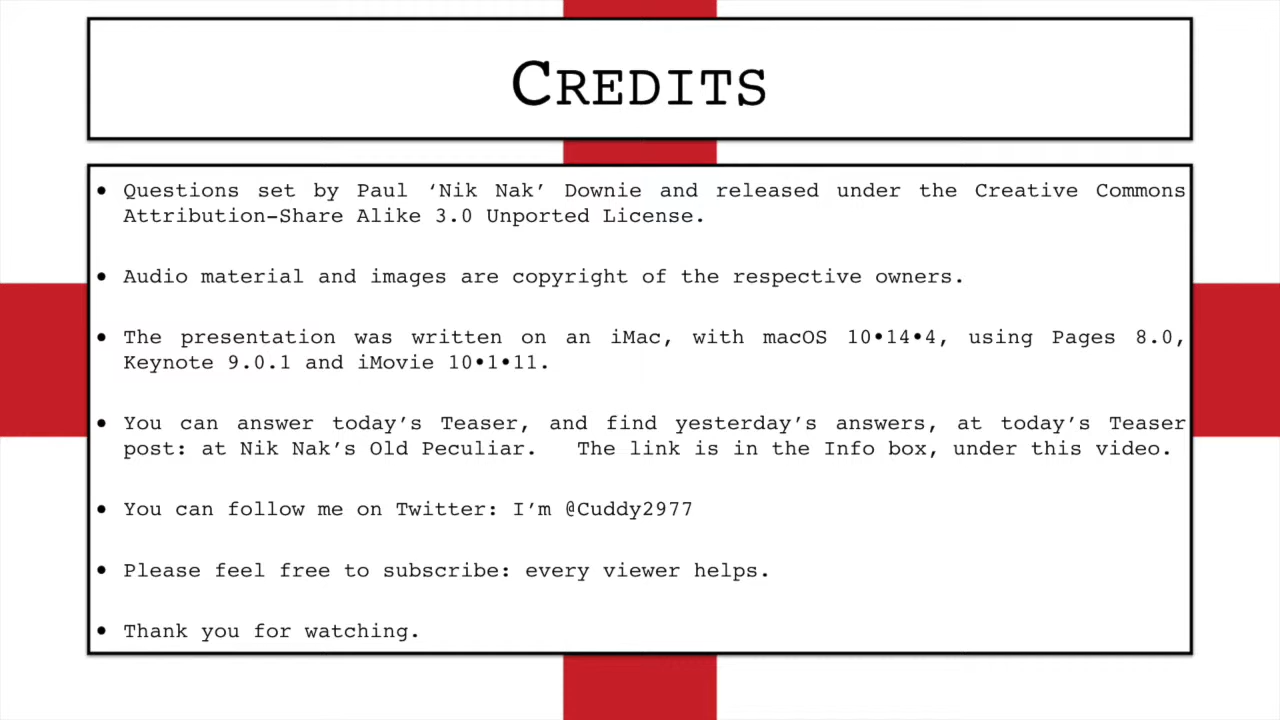 CREDITS
• Questions set by Paul ‘Nik Nak’ Downie and released under the Creative Commons
Attribution-Share Alike 3.0 Unported License.
• Audio material and images are copyright of the respective owners.
• The presentation was written on an iMac, with macOS 10•14•4, using Pages 8.0,
Keynote 9.0.1 and iMovie 10•1•11.
• You can answer today’s Teaser, and find yesterday’s answers, at today’s Teaser
post: at Nik Nak’s Old Peculiar. The link is in the Info box, under this video.
• You can follow me on Twitter: I’m @Cuddy2977
• Please feel free to subscribe: every viewer helps.
• Thank you for watching.